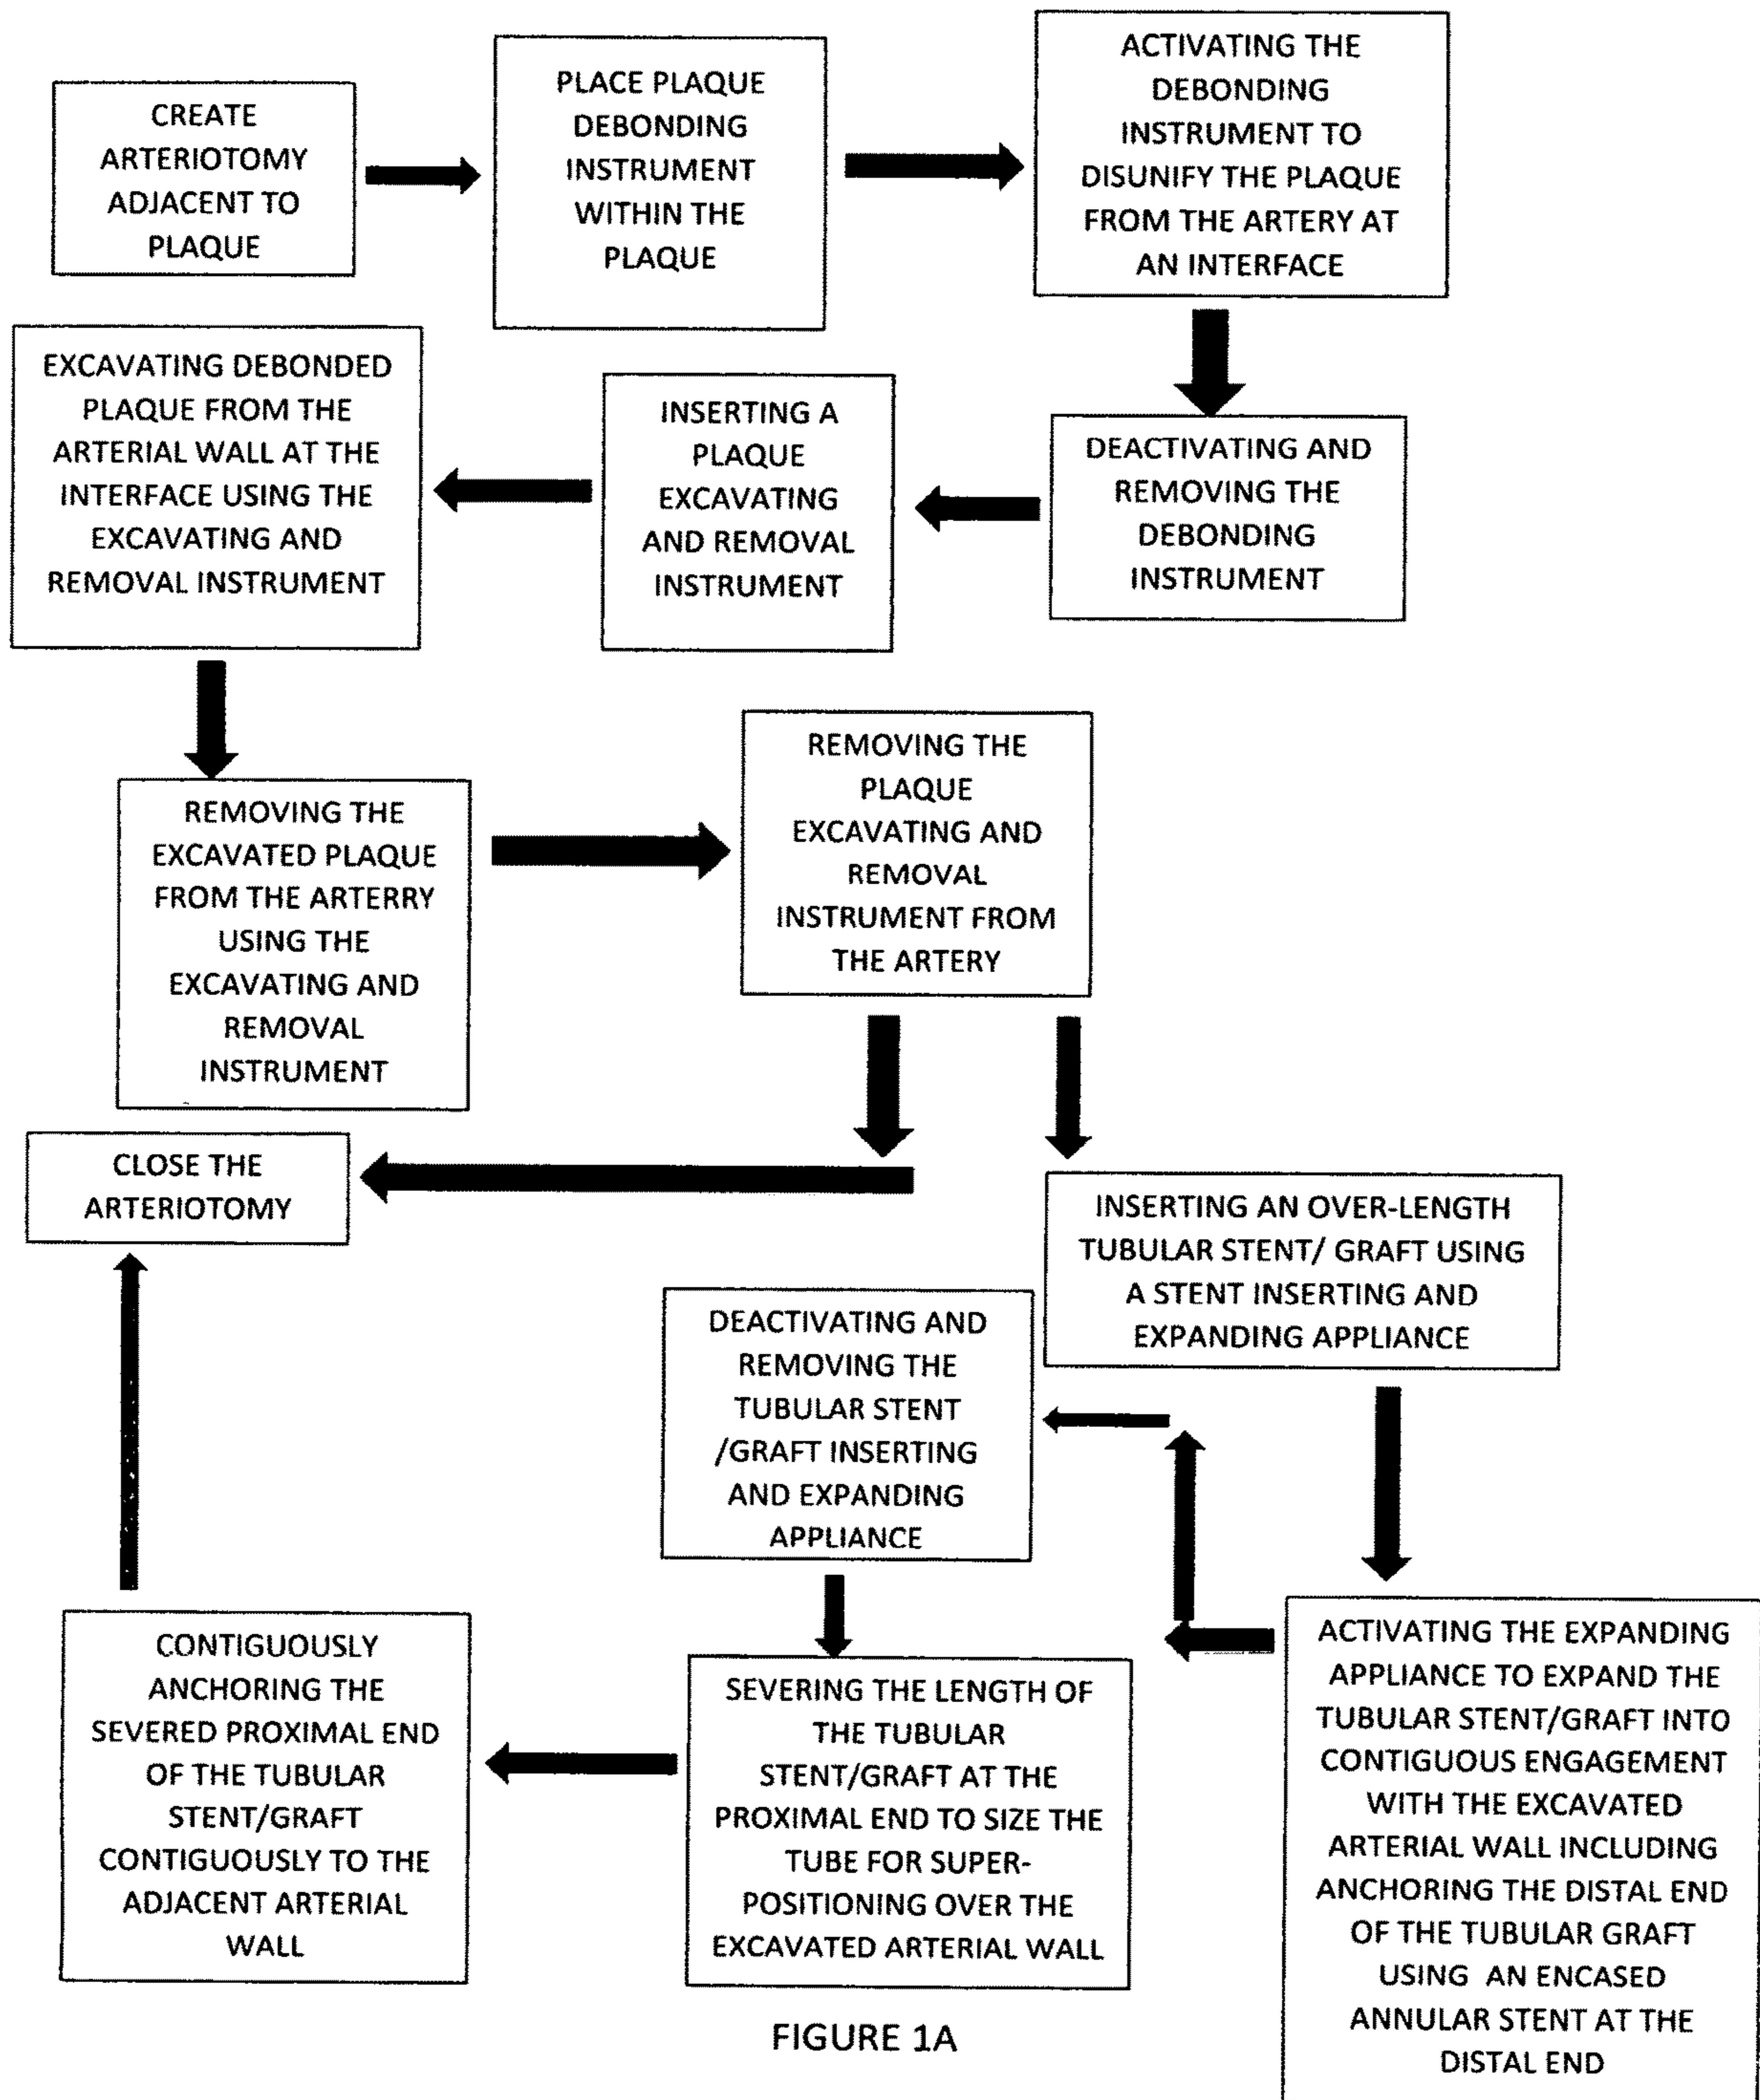 CREATE
ARTERIOTOMY
ADJACENT TO
PLAQUE
PLACE PLAQUE
DEBONDING
INSTRUMENT
WITHIN THE
PLAQUE
ACTIVATING THE
DEBONDING
INSTRUMENT TO
DISUNIFY THE PLAQUE
FROM THE ARTERY AT
AN INTERFACE
DEACTIVATING AND
REMOVING THE
DEBONDING
INSTRUMENT
INSERTING A
PLAQUE
EXCAVATING
AND REMOVAL
INSTRUMENT
EXCAVATING DEBONDED
PLAQUE FROM THE
ARTERIAL WALL AT THE
INTERFACE USING THE
EXCAVATING AND
REMOVAL INSTRUMENT
REMOVING THE
EXCAVATED PLAQUE
FROM THE ARTERRY
USING THE
EXCAVATING AND
REMOVAL
INSTRUMENT
REMOVING THE
PLAQUE
EXCAVATING AND
REMOVAL
INSTRUMENT FROM
THE ARTERY
CLOSE THE
ARTERIOTOMY
INSERTING AN OVER-LENGTH
TUBULAR STENT/ GRAFT USING
A STENT INSERTING AND
EXPANDING APPLIANCE
ACTIVATING THE EXPANDING
APPLIANCE TO EXPAND THE
TUBULAR STENT/GRAFT INTO
CONTIGUOUS ENGAGEMENT
WITH THE EXCAVATED
ARTERIAL WALL INCLUDING
ANCHORING THE DISTAL END
OF THE TUBULAR GRAFT
USING AN ENCASED
ANNULAR STENT AT THE
DISTAL END
DEACTIVATING AND
REMOVING THE
TUBULAR STENT
/GRAFT INSERTING
AND EXPANDING
APPLIANCE
SEVERING THE LENGTH OF
THE TUBULAR
STENT/GRAFT AT THE
PROXIMAL END TO SIZE THE
TUBE FOR SUPER-
POSITIONING OVER THE
EXCAVATED ARTERIAL WALL
CONTIGUOUSLY
ANCHORING THE
SEVERED PROXIMAL END
OF THE TUBULAR
STENT/GRAFT
CONTIGUOUSLY TO THE
ADJACENT ARTERIAL
WALL
FIGURE 1A